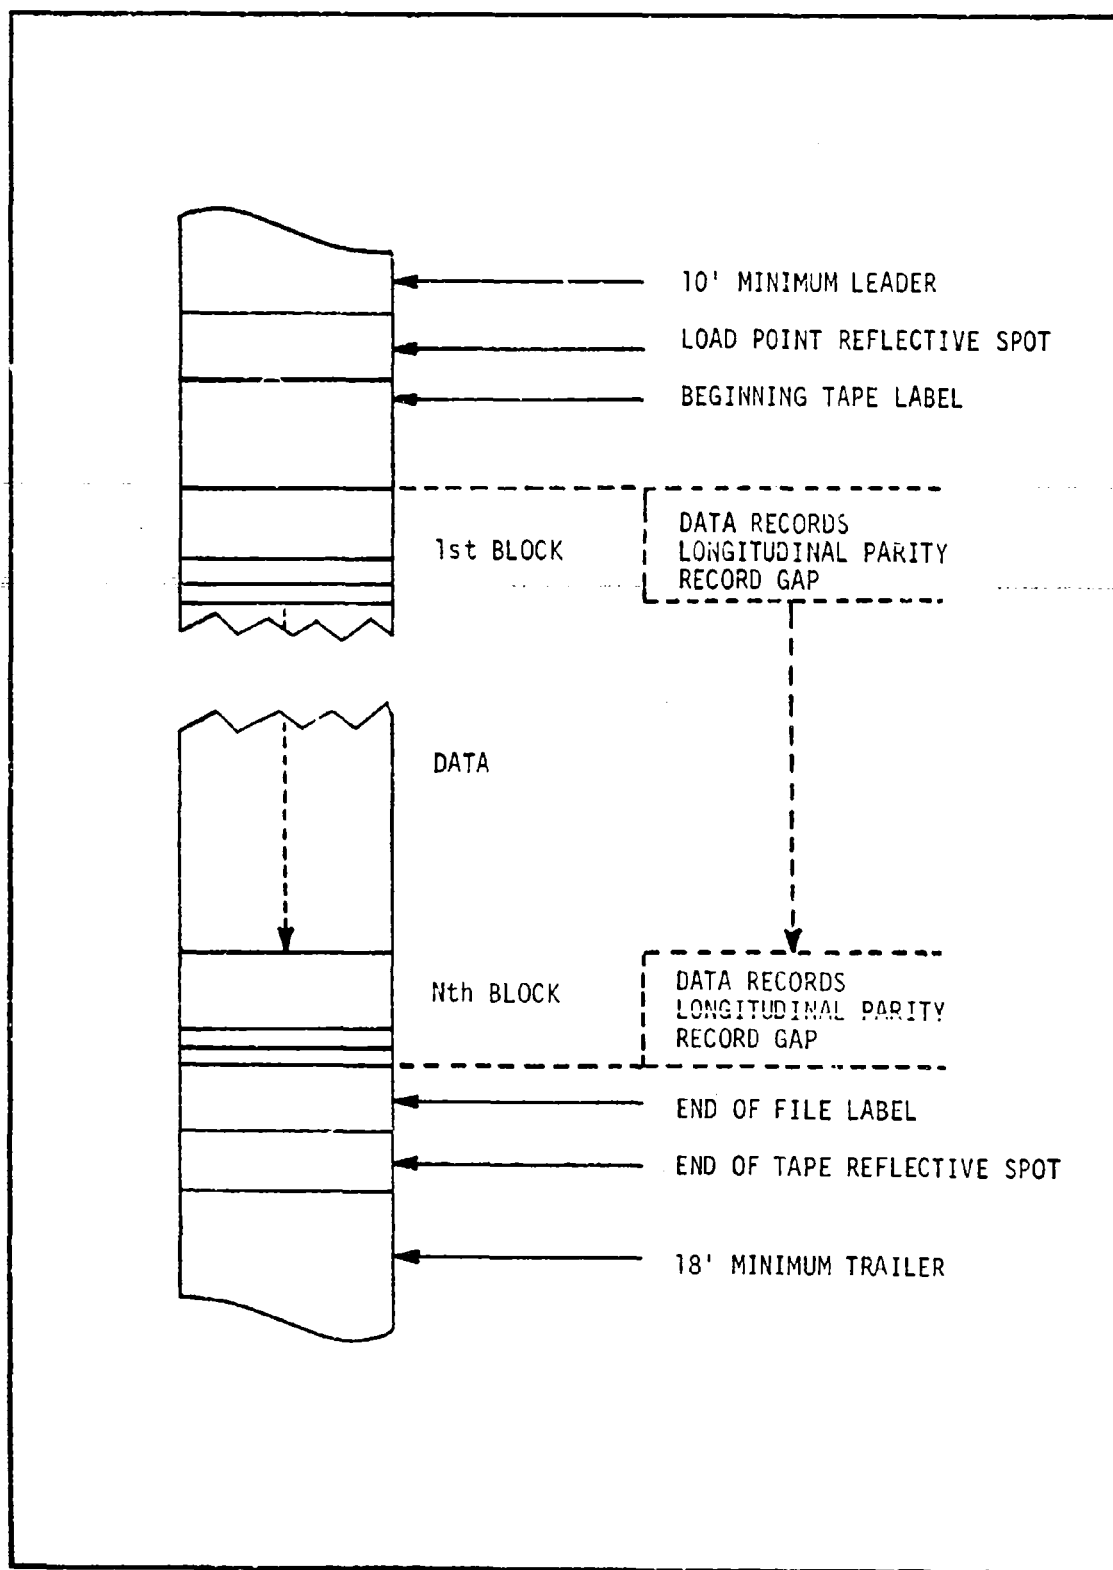 10' MINIMUM LEADER
LOAD POINT REFLECTIVE SPOT
BEGINNING TAPE LABEL
1st BLOCK
DATA RECORDS
LONGITUDINAL PARITY
RECORD GAP
DATA
Nth BLOCK
DATA RECORDS
LONGITUDINAL PARITY
RECORD GAP
END OF FILE LABEL
END OF TAPE REFLECTIVE SPOT
18' MINIMUM TRAILER